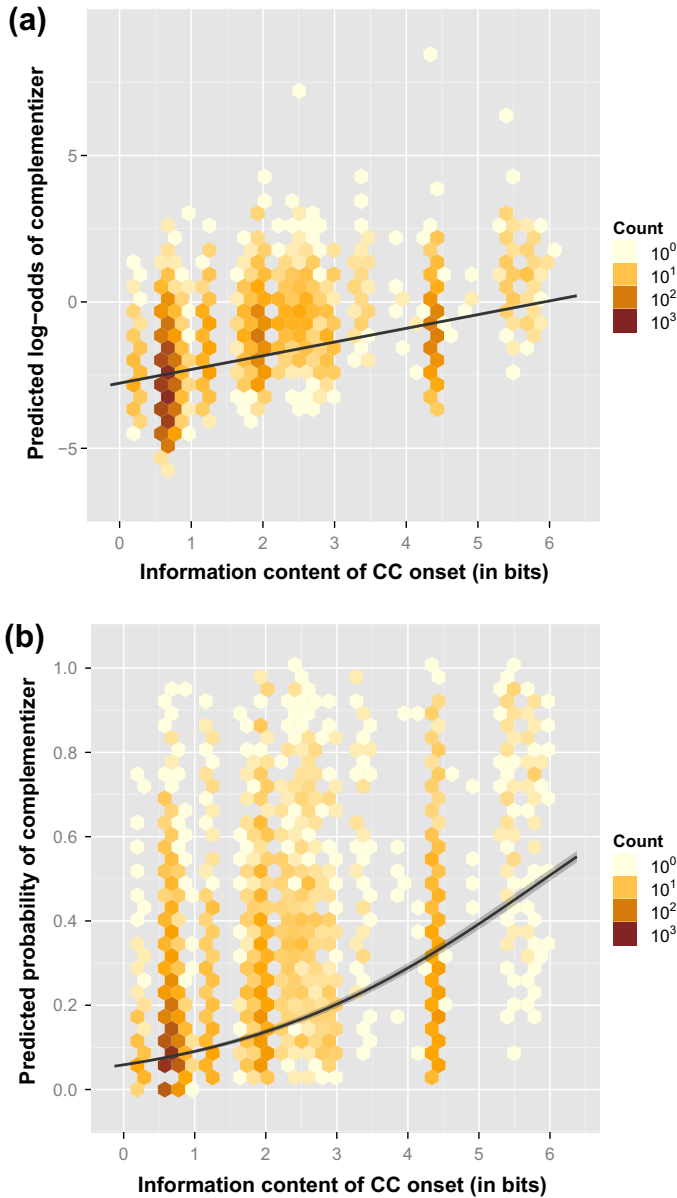 (a)
Predicted log−odds of complementizer
5
0
−5
0 1 2 3 4 5 6
Information content of CC onset (in bits)
Count
10^0
10^1
10^2
10^3
(b)
Predicted probability of complementizer
1.0
0.8
0.6
0.4
0.2
0.0
0 1 2 3 4 5 6
Information content of CC onset (in bits)
Count
10^0
10^1
10^2
10^3